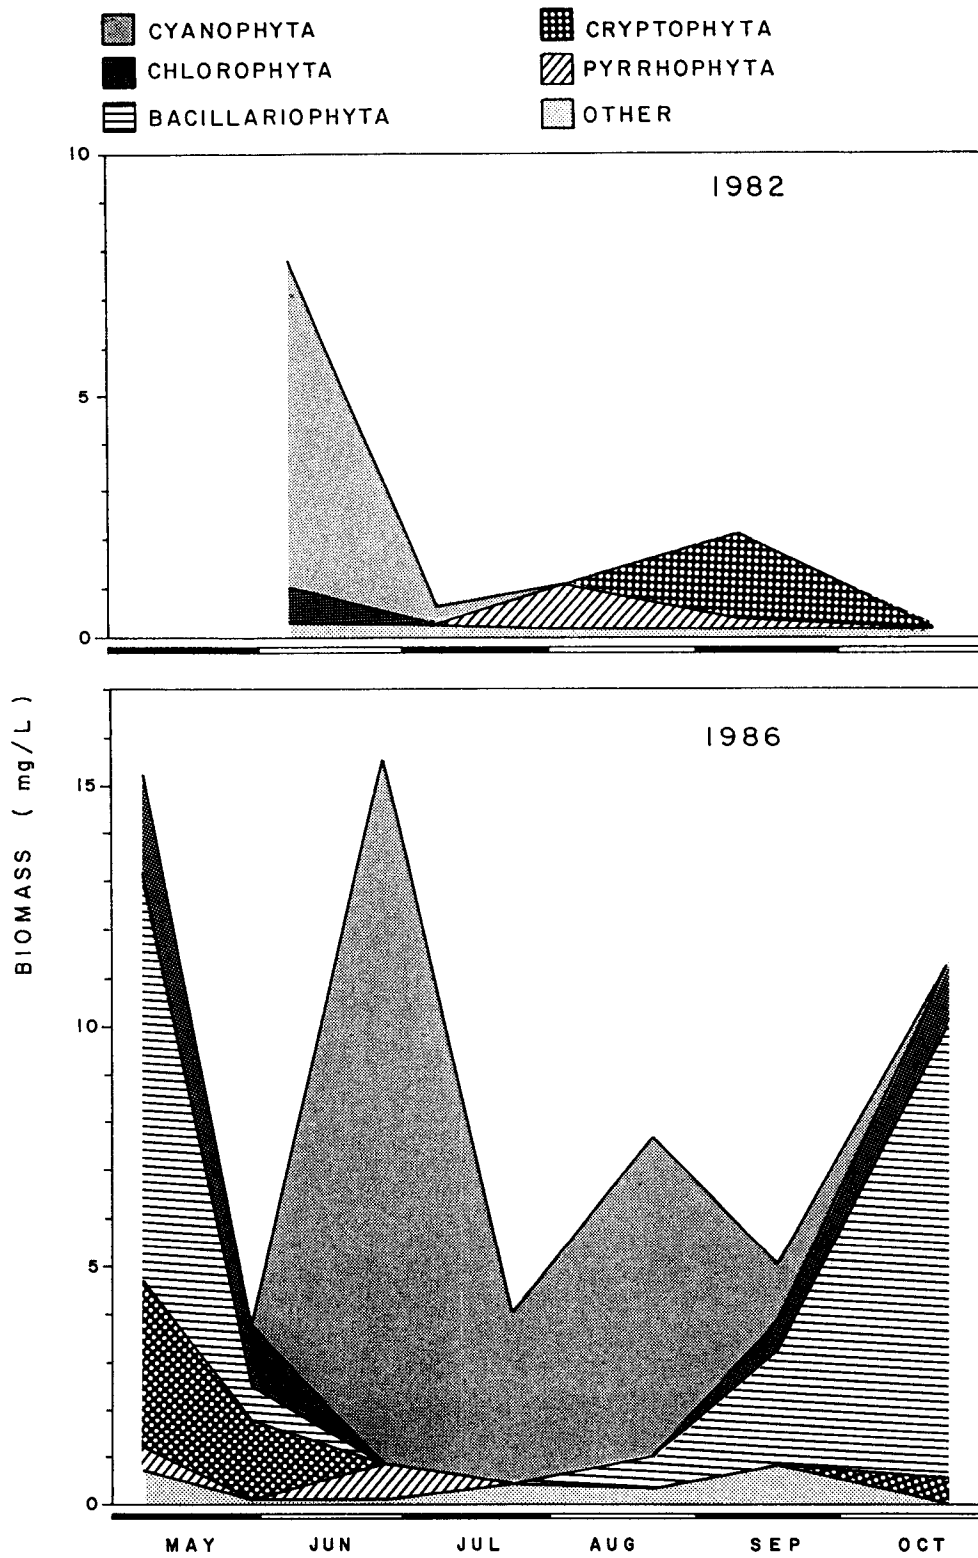 CYANOPHYTA CRYPTOPHYTA
CHLOROPHYTA PYRRHOPHYTA
BACILLARIOPHYTA OTHER
10
1982
5
0
1986
15
10
5
0
BIOMASS ( mg/L )
MAY JUN JUL AUG SEP OCT